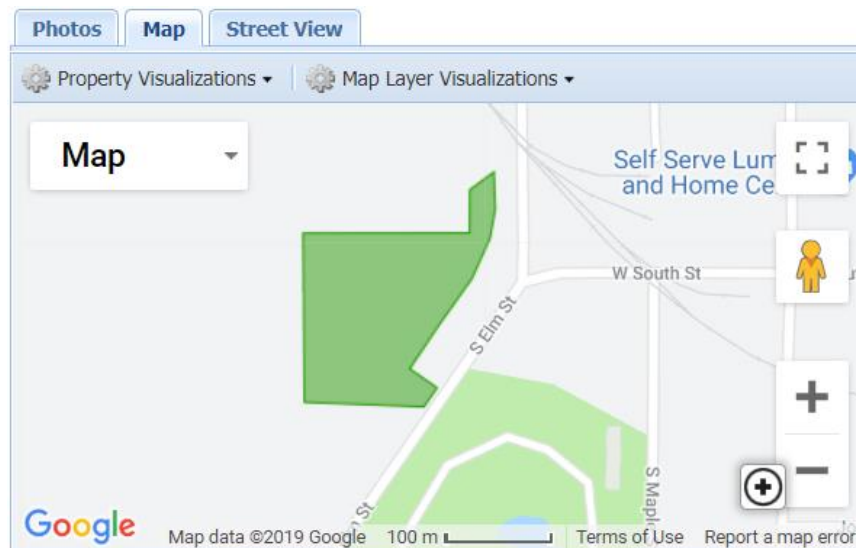 Photos Map Street View
Property Visualizations Map Layer Visualizations
Map
Self Serve Lum
and Home Ce
W South St
S Elm St
S Maple
St
Google Map data ©2019 Google 100 m Terms of Use Report a map error